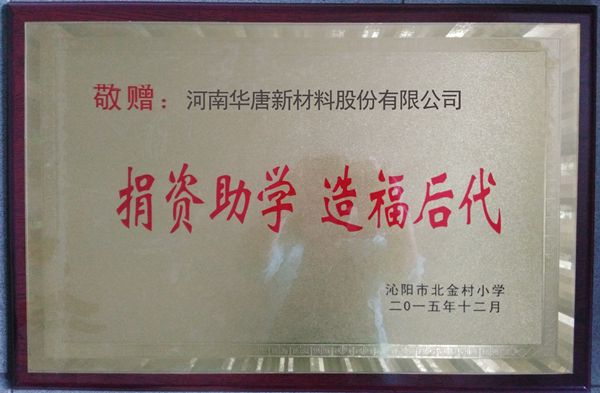 敬赠：河南华唐新材料股份有限公司
捐资助学 造福后代
沁阳市北金村小学
二0一五年十二月